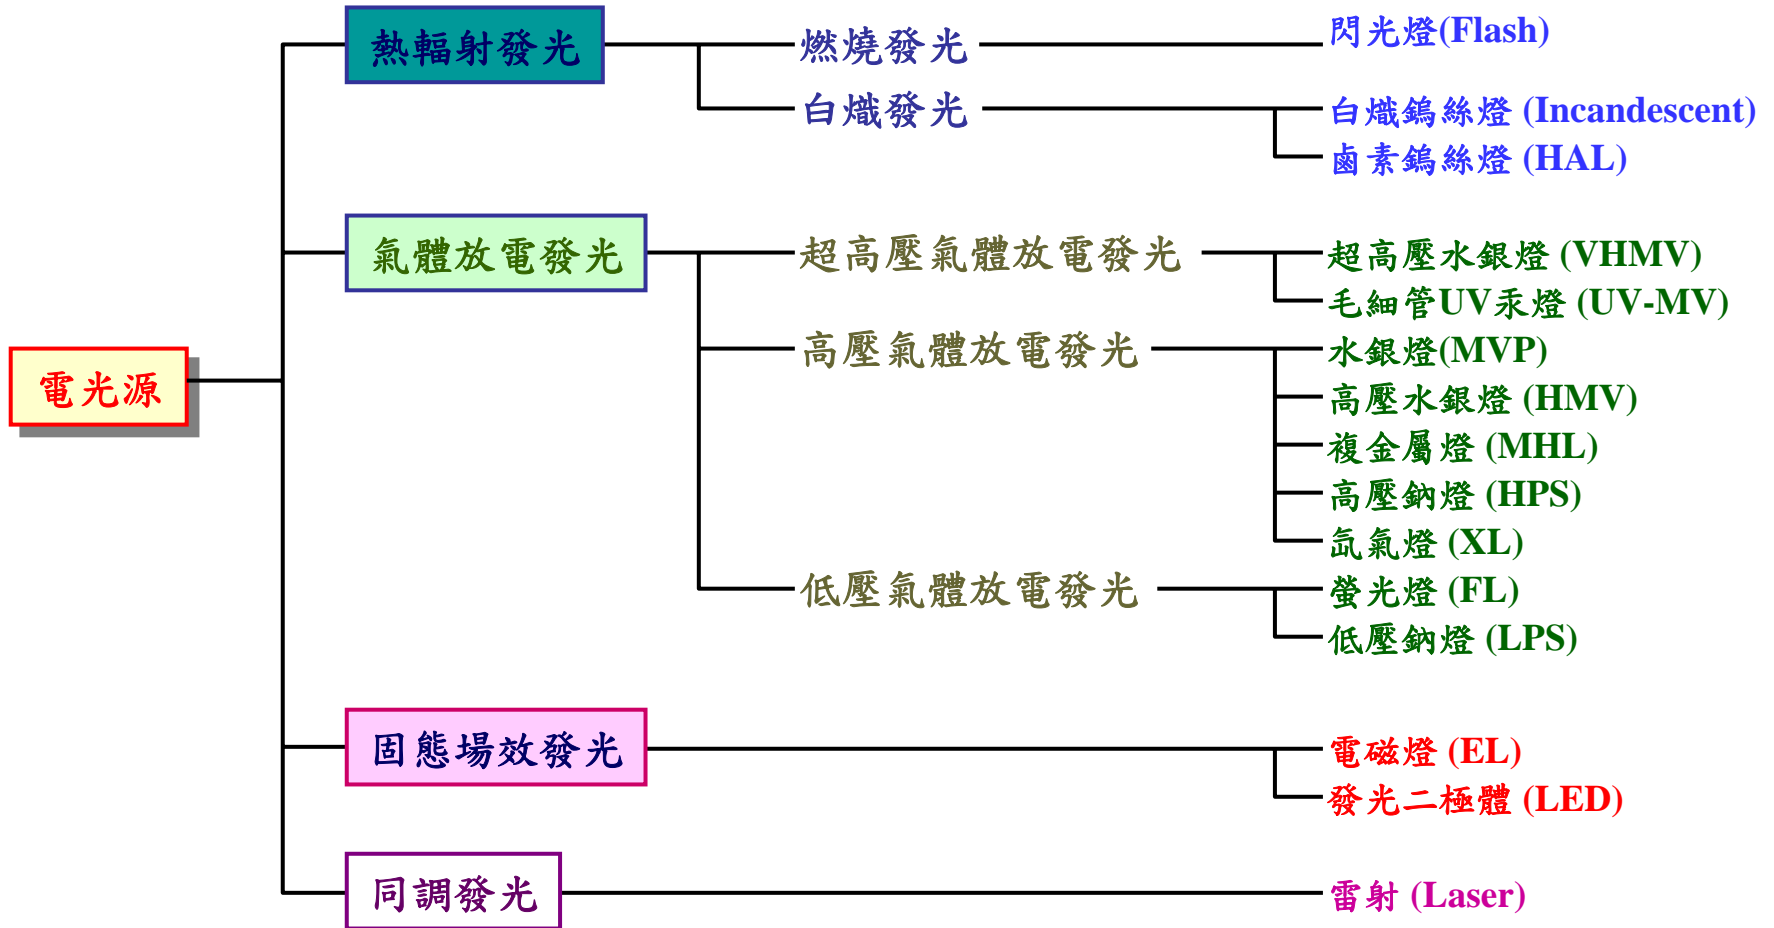 熱輻射發光
燃燒發光
閃光燈(Flash)
白熾發光
白熾鎢絲燈 (Incandescent)
鹵素鎢絲燈 (HAL)
氣體放電發光
超高壓氣體放電發光
超高壓水銀燈 (VHMV)
毛細管UV汞燈 (UV-MV)
高壓氣體放電發光
水銀燈(MVP)
電光源
高壓水銀燈 (HMV)
複金屬燈 (MHL)
高壓鈉燈 (HPS)
氙氣燈 (XL)
低壓氣體放電發光
螢光燈 (FL)
低壓鈉燈 (LPS)
固態場效發光
電磁燈 (EL)
發光二極體 (LED)
同調發光
雷射 (Laser)